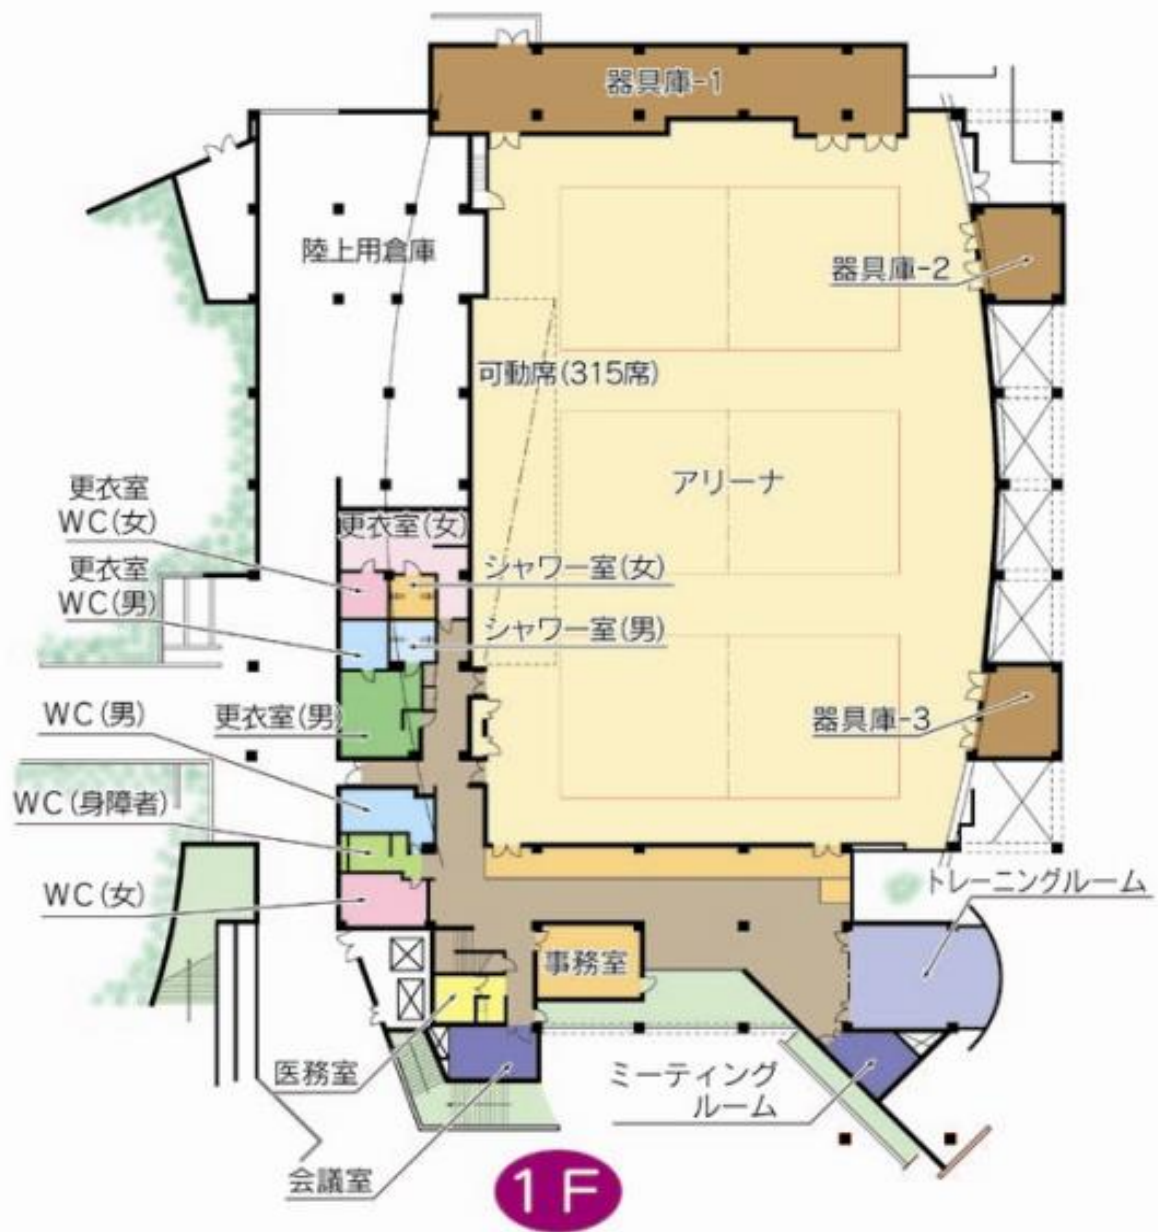 器具庫-1
陸上用倉庫
器具庫-2
可動席(315席)
アリーナ
更衣室
WC(女)
更衣室(女)
更衣室
WC(男)
シャワー室(女)
シャワー室(男)
WC(男)
更衣室(男)
器具庫-3
WC(身障者)
WC(女)
トレーニングルーム
事務室
医務室
ミーティング
ルーム
会議室
1F